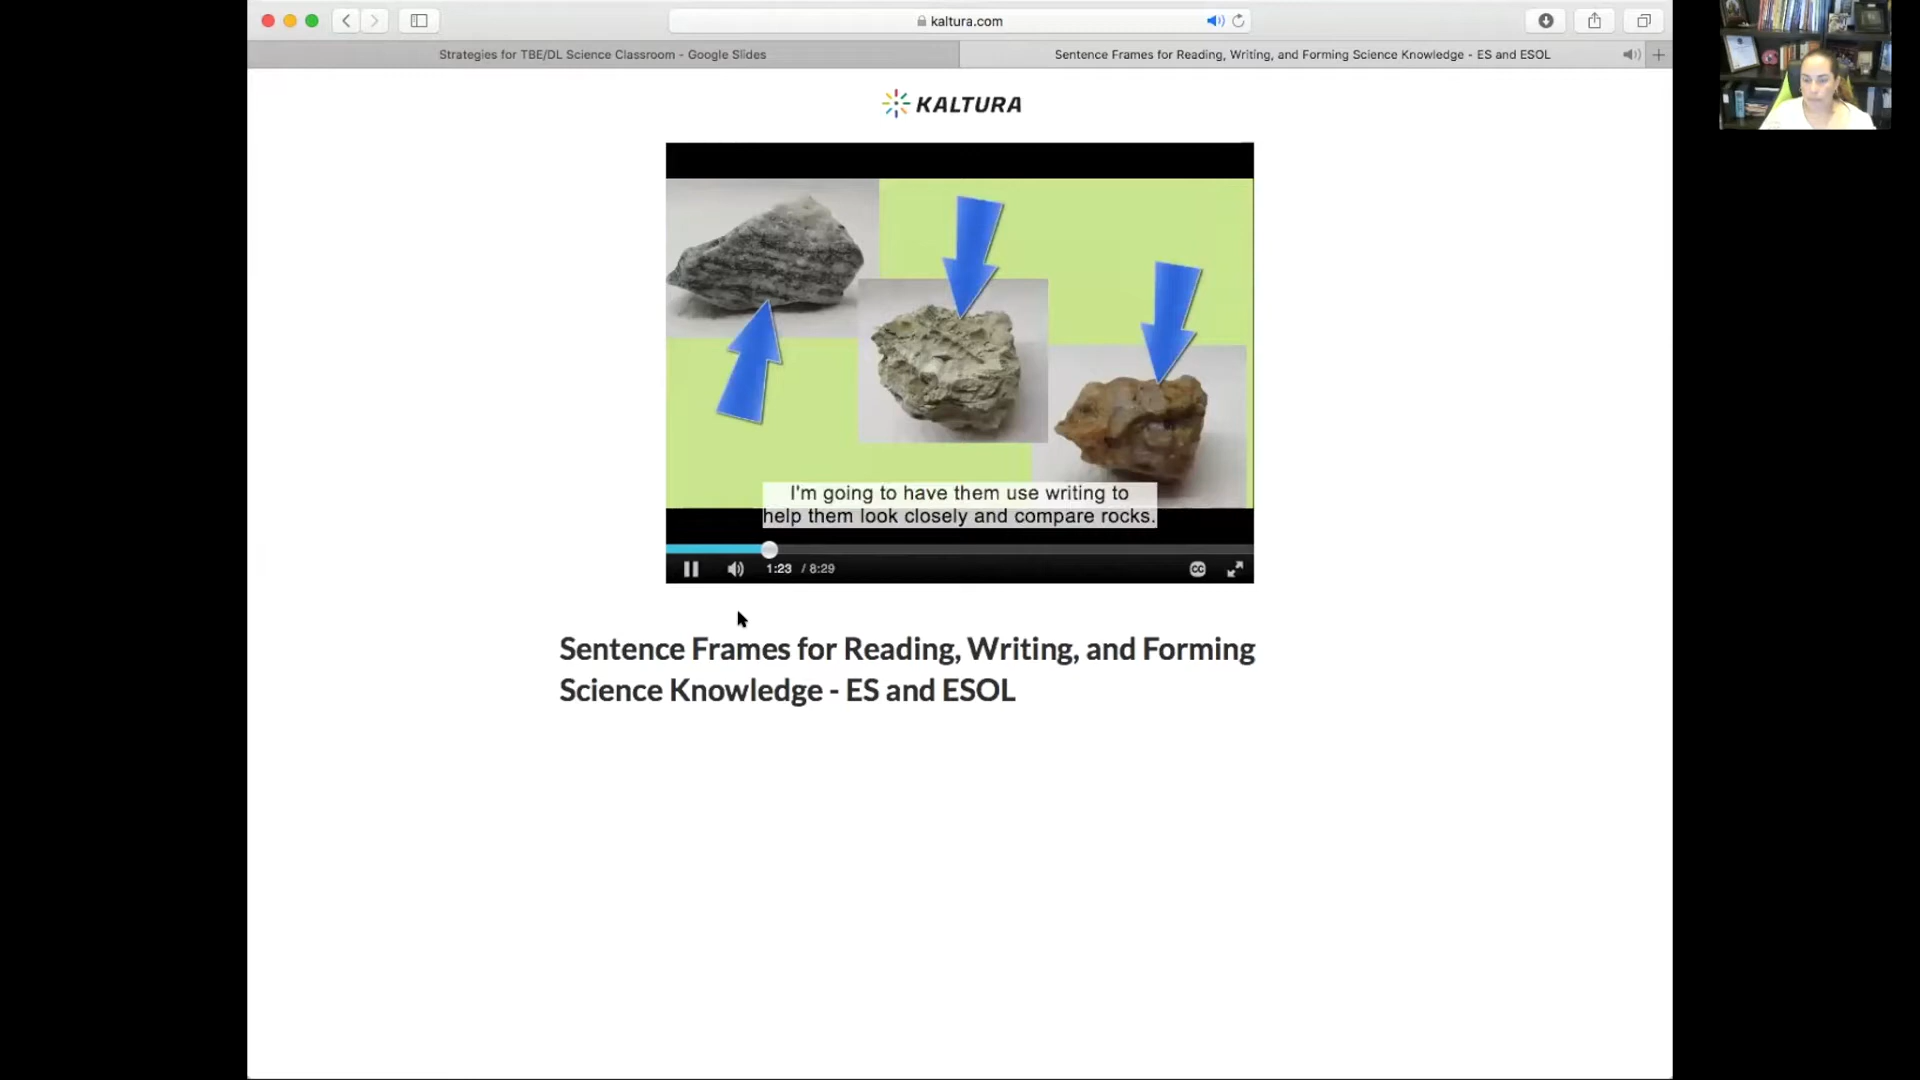 kaltura.com
Strategies for TBE/DL Science Classroom - Google Slides
Sentence Frames for Reading, Writing, and Forming Science Knowledge - ES and ESOL
KALTURA
I'm going to have them use writing to
help them look closely and compare rocks.
1:23 / 8:29
CC
Sentence Frames for Reading, Writing, and Forming
Science Knowledge - ES and ESOL